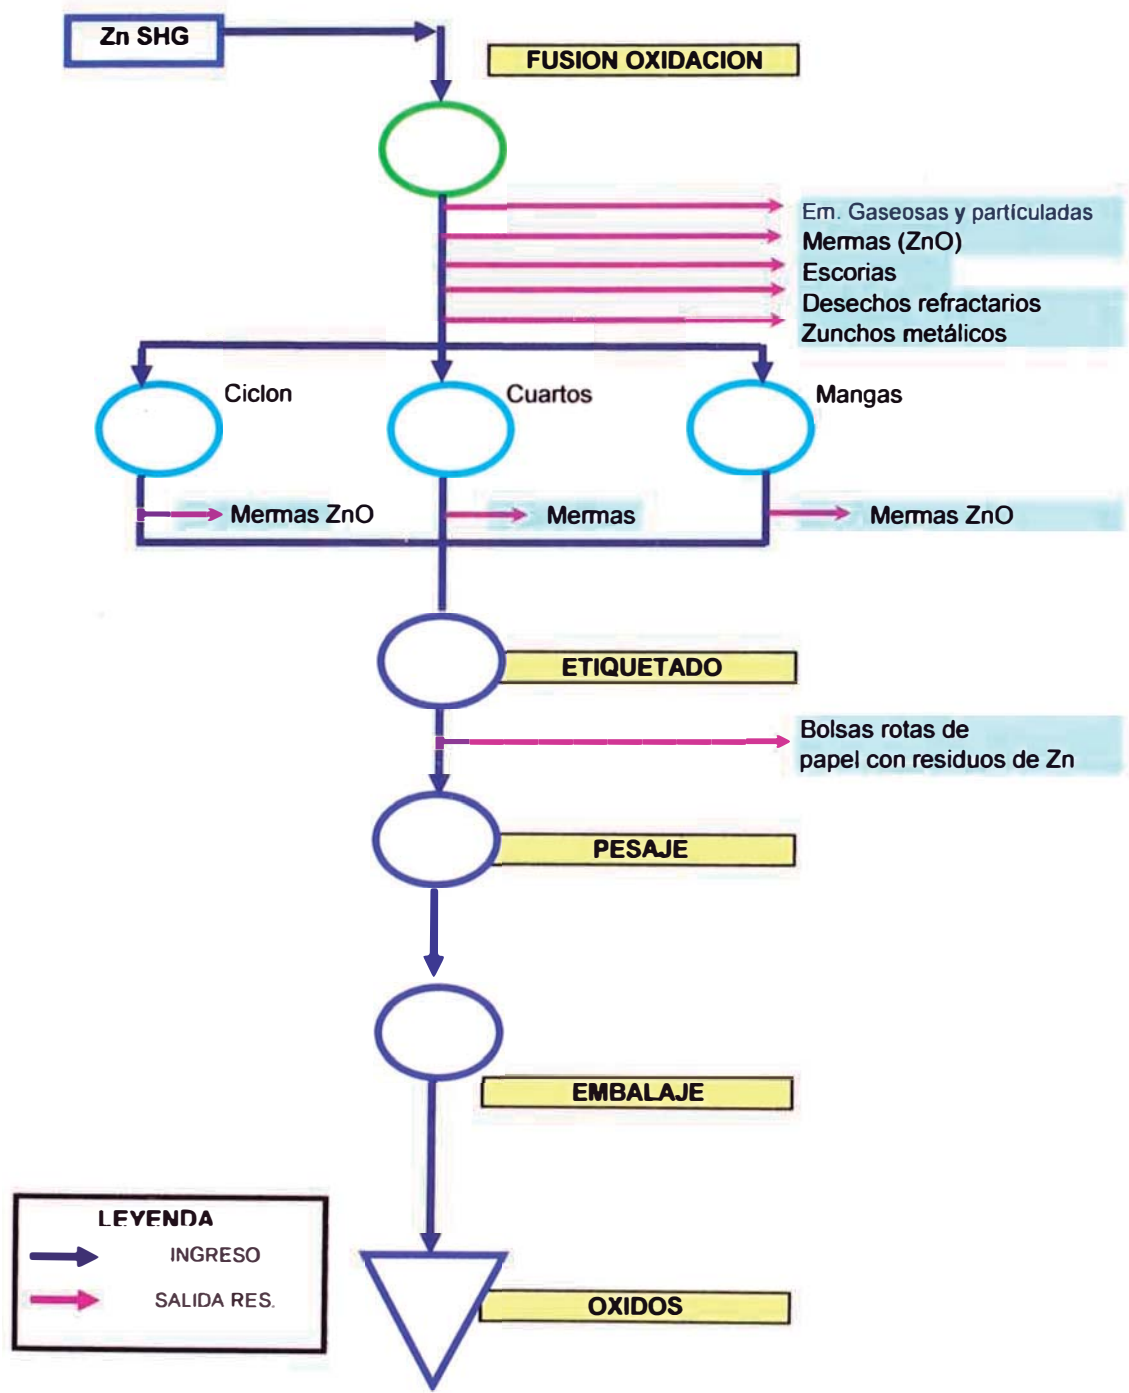 Zn SHG
FUSION OXIDACION
Em. Gaseosas y partículadas
Mermas (ZnO)
Escorias
Desechos refractarios
Zunchos metálicos
Ciclon
Cuartos
Mangas
Mermas ZnO
Mermas
Mermas ZnO
ETIQUETADO
Bolsas rotas de
papel con residuos de Zn
PESAJE
EMBALAJE
LEYENDA
INGRESO
SALIDA RES.
OXIDOS